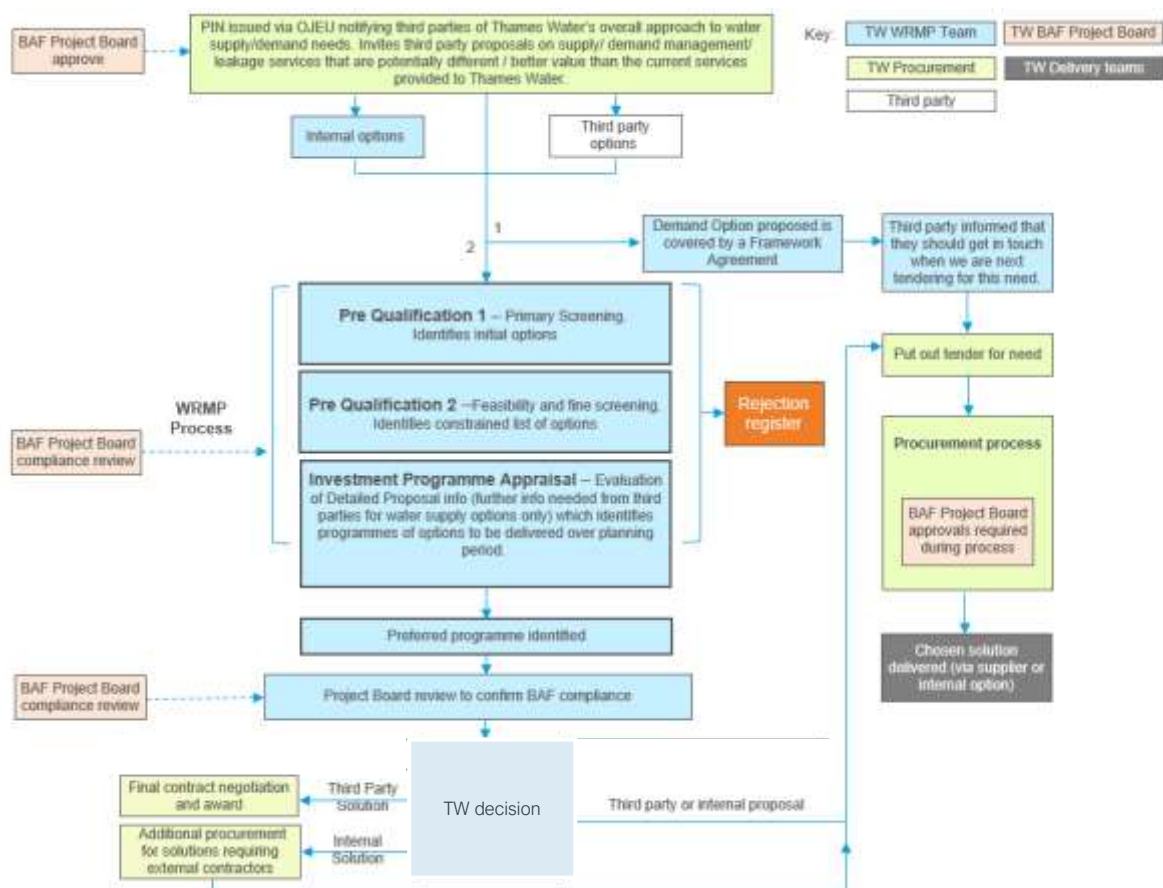 BAF Project Board
approve
PIN issued via OJEU notifying third parties of Thames Water's overall approach to water
supply/demand needs. Invites third party proposals on supply/ demand management/
leakage services that are potentially different / better value than the current services
provided to Thames Water.
Key:
TW WRMP Team
TW BAF Project Board
TW Procurement
TW Delivery teams
Third party
Internal options
Third party
options
1
2
Demand Option proposed is
covered by a Framework
Agreement
Third party informed that
they should get in touch
when we are next
tendering for this need.
Pre Qualification 1 – Primary Screening.
Identifies initial options
Put out tender for need
WRMP
Process
Pre Qualification 2 –Feasibility and fine screening.
Identifies constrained list of options
Rejection
register
BAF Project Board
compliance review
Investment Programme Appraisal – Evaluation
of Detailed Proposal info (further info needed from third
parties for water supply options only) which identifies
programmes of options to be delivered over planning
period.
Procurement process
BAF Project Board
approvals required
during process
Preferred programme identified
Chosen solution
delivered (via supplier or
internal option)
BAF Project Board
compliance review
Project Board review to confirm BAF compliance
Final contract negotiation
and award
Third Party
Solution
TW decision
Third party or internal proposal
Additional procurement
for solutions requiring
external contractors
Internal
Solution